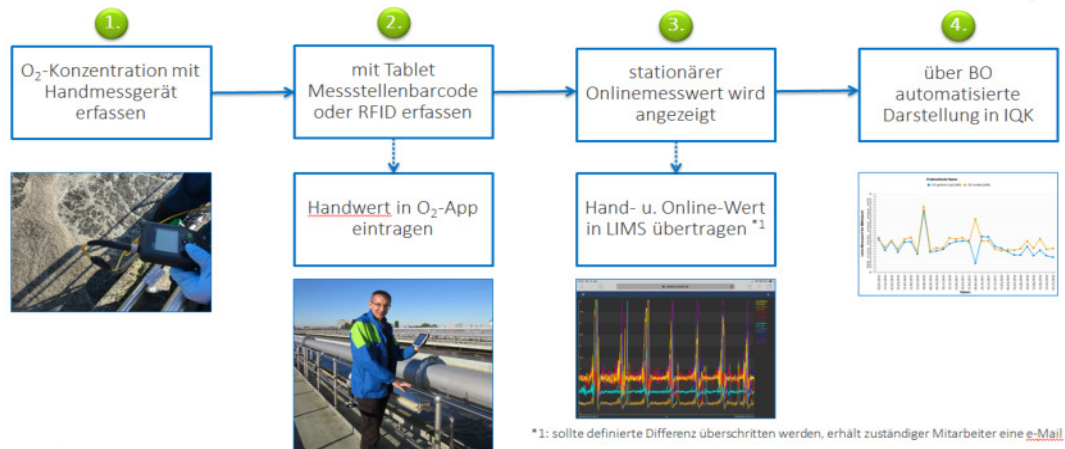 1.
O₂-Konzentration mit
Handmessgerät
erfassen
2.
mit Tablet
Messstellenbarcode
oder RFID erfassen
Handwert in O₂-App
eintragen
3.
stationärer
Onlinemesswert wird
angezeigt
Hand- u. Online-Wert
in LIMS übertragen *1
4.
über BO
automatisierte
Darstellung in IQK
*1: sollte definierte Differenz überschritten werden, erhält zuständiger Mitarbeiter eine e-Mail